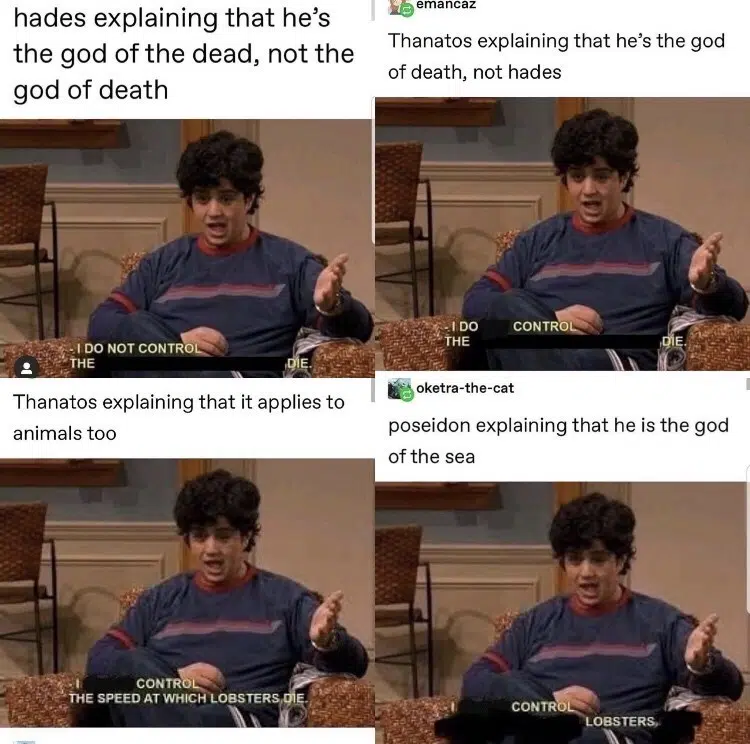 hades explaining that he's
the god of the dead, not the
god of death
- I DO NOT CONTROL
THE DIE.
emancaz
Thanatos explaining that he's the god
of death, not hades
- I DO CONTROL
THE DIE.
Thanatos explaining that it applies to
animals too
- I CONTROL
THE SPEED AT WHICH LOBSTERS DIE.
oketra-the-cat
poseidon explaining that he is the god
of the sea
- I CONTROL
LOBSTERS